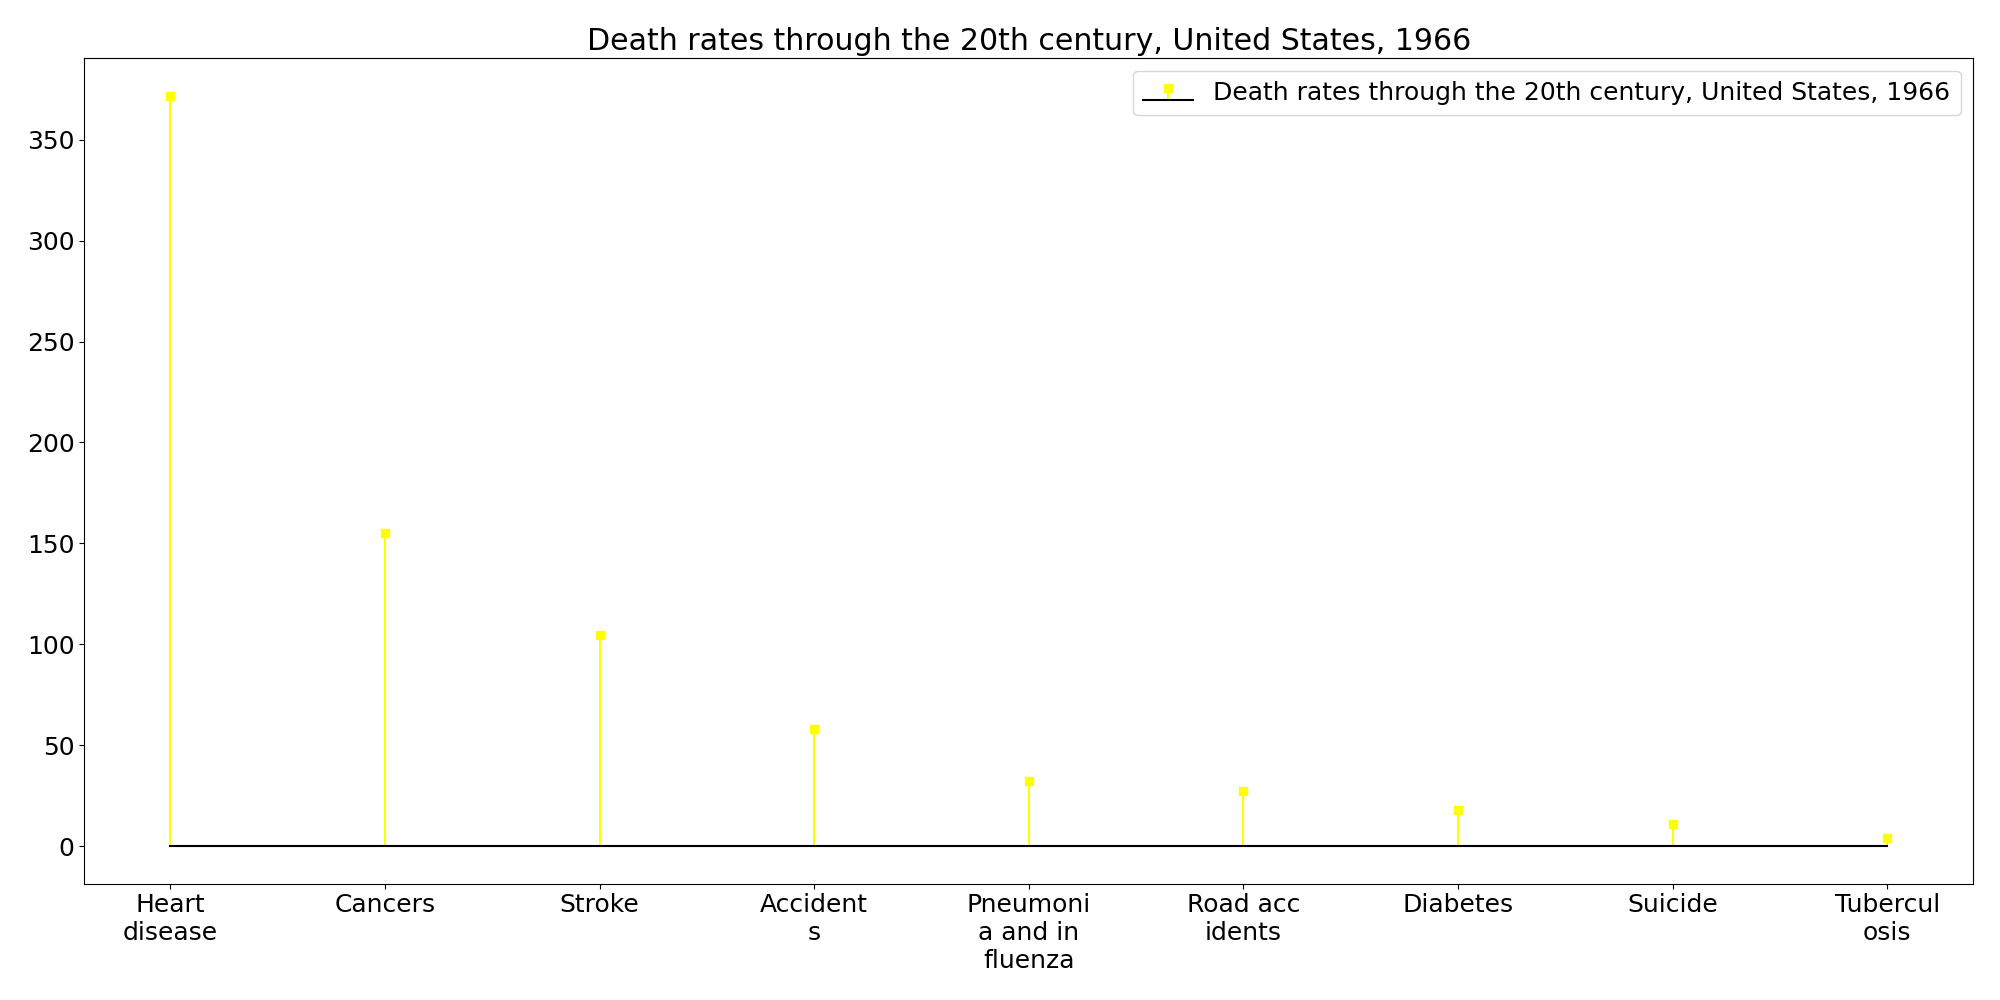 Death rates through the 20th century, United States, 1966
Death rates through the 20th century, United States, 1966
350
300
250
200
150
100
50
0
Heart
disease
Cancers
Stroke
Accident
s
Pneumoni
a and in
fluenza
Road acc
idents
Diabetes
Suicide
Tubercul
osis